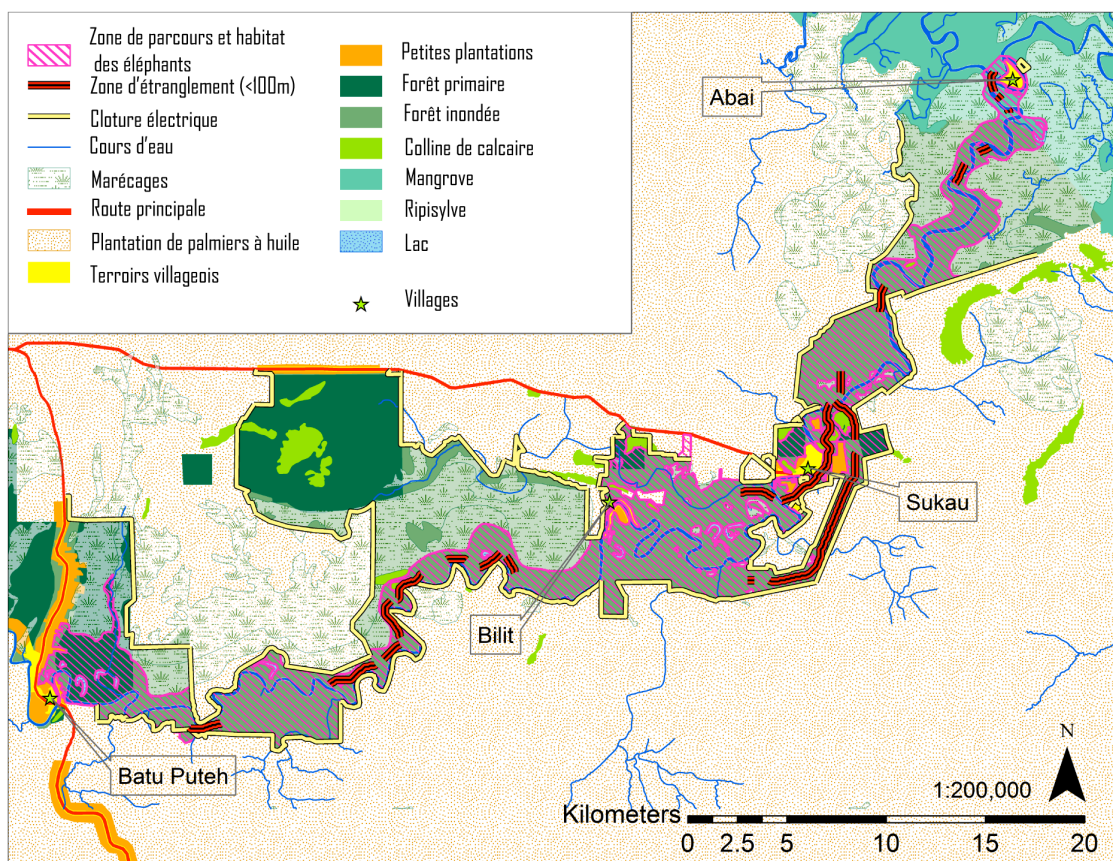 Zone de parcours et habitat
des éléphants
Zone d'étranglement (<100m)
Cloture électrique
Cours d'eau
Marécages
Route principale
Plantation de palmiers à huile
Terroirs villageois
Petites plantations
Forêt primaire
Forêt inondée
Colline de calcaire
Mangrove
Ripisylve
Lac
Villages
Abai
Sukau
Bilit
Batu Puteh
N
1:200,000
Kilometers
0 2.5 5 10 15 20